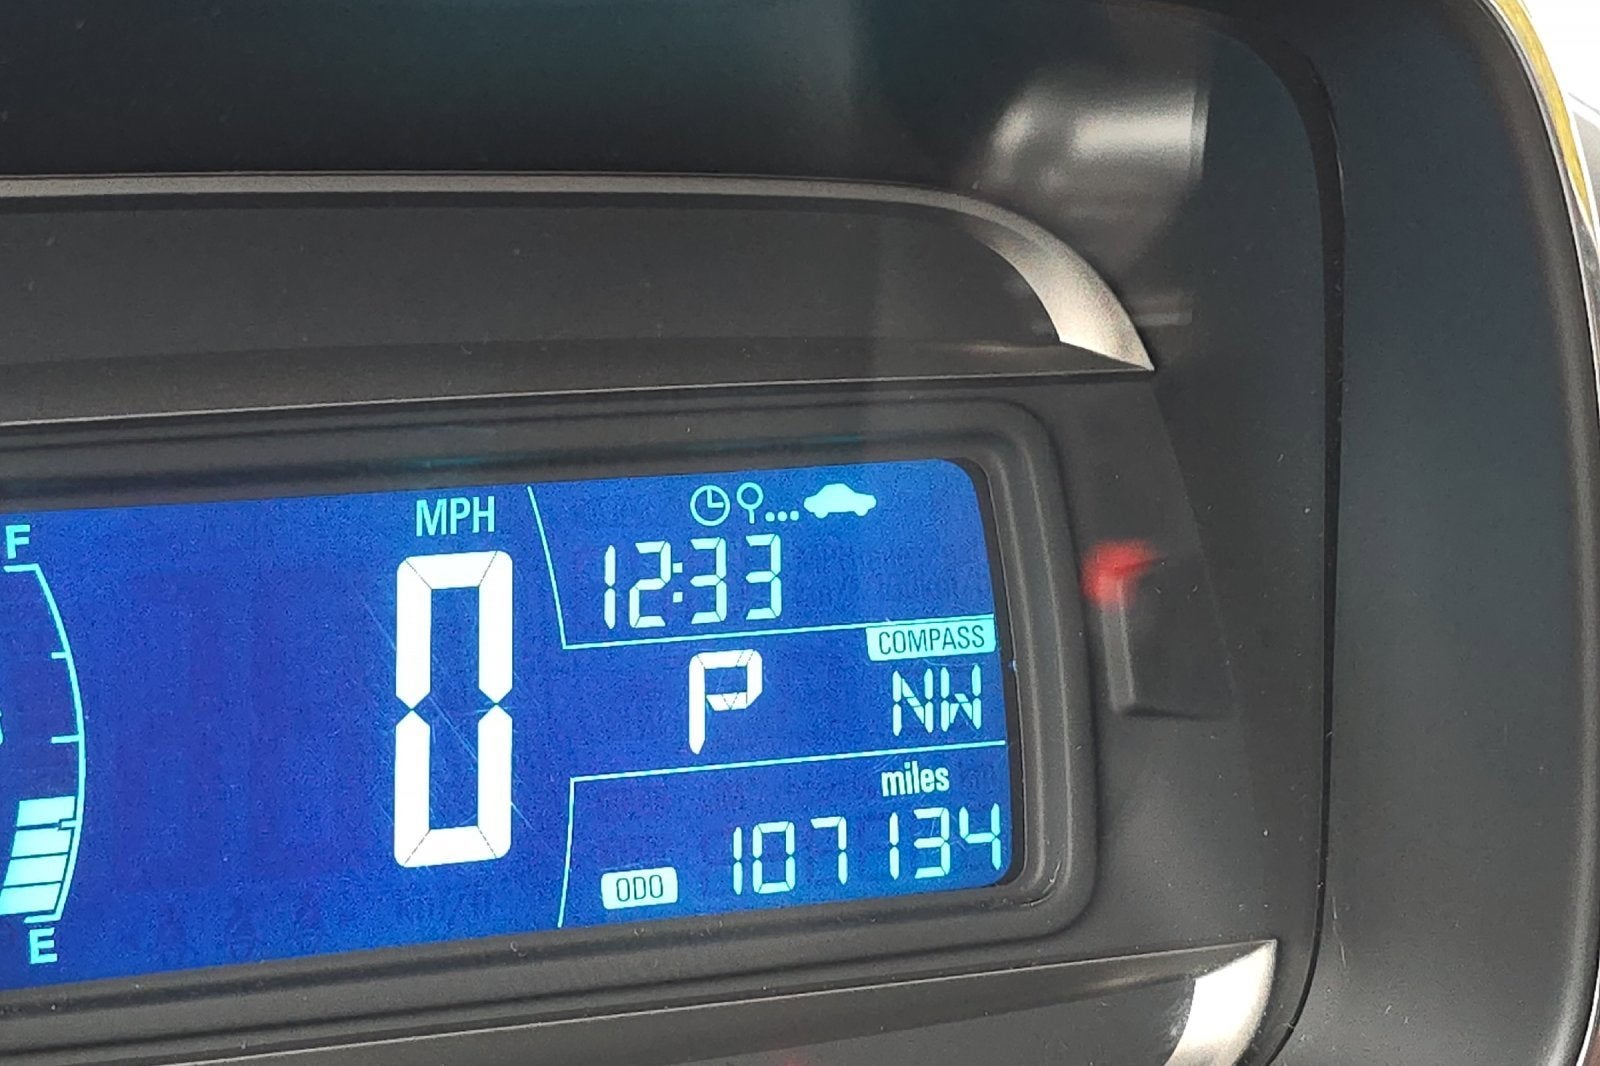 F
MPH
0
12:33
COMPASS
P NW
miles
ODO 107134
E